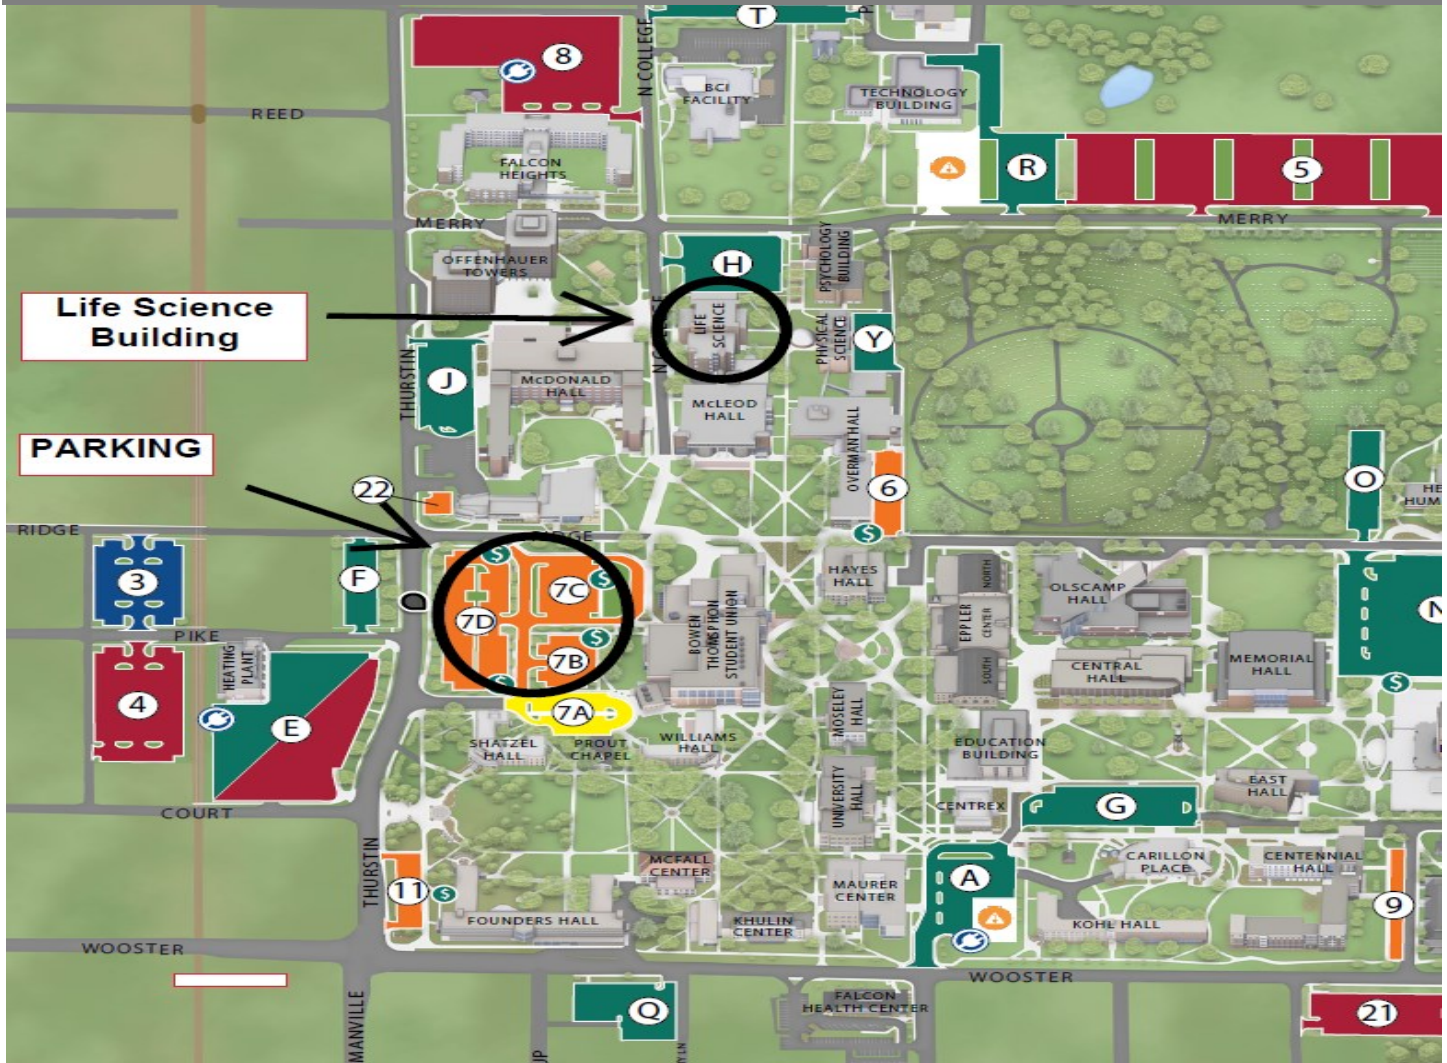 T
N COLLEGE
8
BCI
FACILITY
TECHNOLOGY
BUILDING
REED
FALCON
HEIGHTS
R
5
MERRY
MERRY
PSYCHOLOGY
BUILDING
OFFENHAUER
TOWERS
H
Life Science
Building
LIFE
SCIENCE
PHYSICAL
SCIENCE
Y
THURSTIN
J
McDONALD
HALL
McLEOD
HALL
PARKING
OVERMAN HALL
22
6
O
RIDGE
$
3
F
7C
$
HAYES
HALL
NORTH
OLSCAMP
HALL
N
7D
EPPLER
CENTER
PIKE
$
BOWEN
THOMPSON
STUDENT UNION
HEATING
PLANT
7B
SOUTH
CENTRAL
HALL
MEMORIAL
HALL
$
4
E
7A
MOSELEY
HALL
SHATZEL
HALL
PROUT
CHAPEL
WILLIAMS
HALL
EDUCATION
BUILDING
EAST
HALL
COURT
UNIVERSITY
HALL
CENTREX
G
THURSTIN
11
$
MCFALL
CENTER
MAURER
CENTER
A
CARILLON
PLACE
CENTENNIAL
HALL
FOUNDERS HALL
KHULIN
CENTER
KOHL HALL
9
WOOSTER
WOOSTER
MANVILLE
Q
FALCON
HEALTH CENTER
21